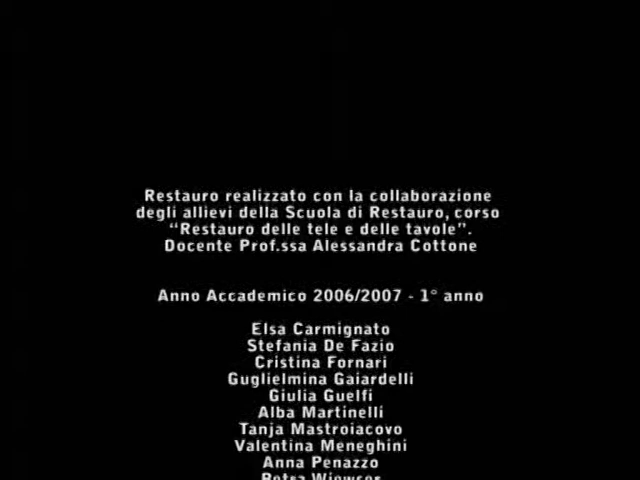 Restauro realizzato con la collaborazione
degli allievi della Scuola di Restauro, corso
“Restauro delle tele e delle tavole”.
Docente Prof.ssa Alessandra Cottone
Anno Accademico 2006/2007 - 1° anno
Elsa Carmignato
Stefania De Fazio
Cristina Fornari
Guglielmina Gaiardelli
Giulia Guelfi
Alba Martinelli
Tanja Mastroiacovo
Valentina Meneghini
Anna Penazzo